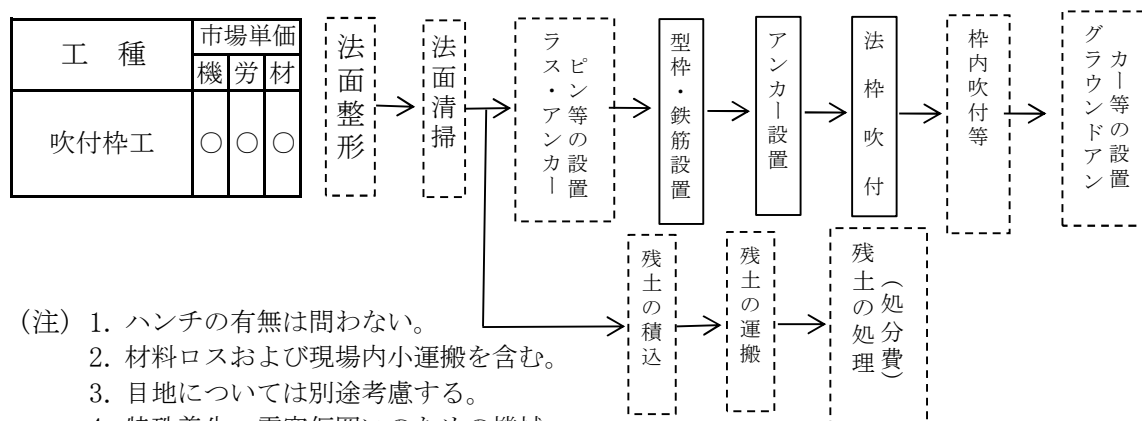 工　種
市場単価
機 労 材
吹付枠工
○ ○ ○
法面整形
法面清掃
ラス・アンカー
ピン等の設置
型枠・鉄筋設置
アンカー設置
法枠吹付
枠内吹付等
グラウンドアン
カー等の設置
残土の積込
残土の運搬
残土の処理
(処分費)
(注) 1. ハンチの有無は問わない。
2. 材料ロスおよび現場内小運搬を含む。
3. 目地については別途考慮する。